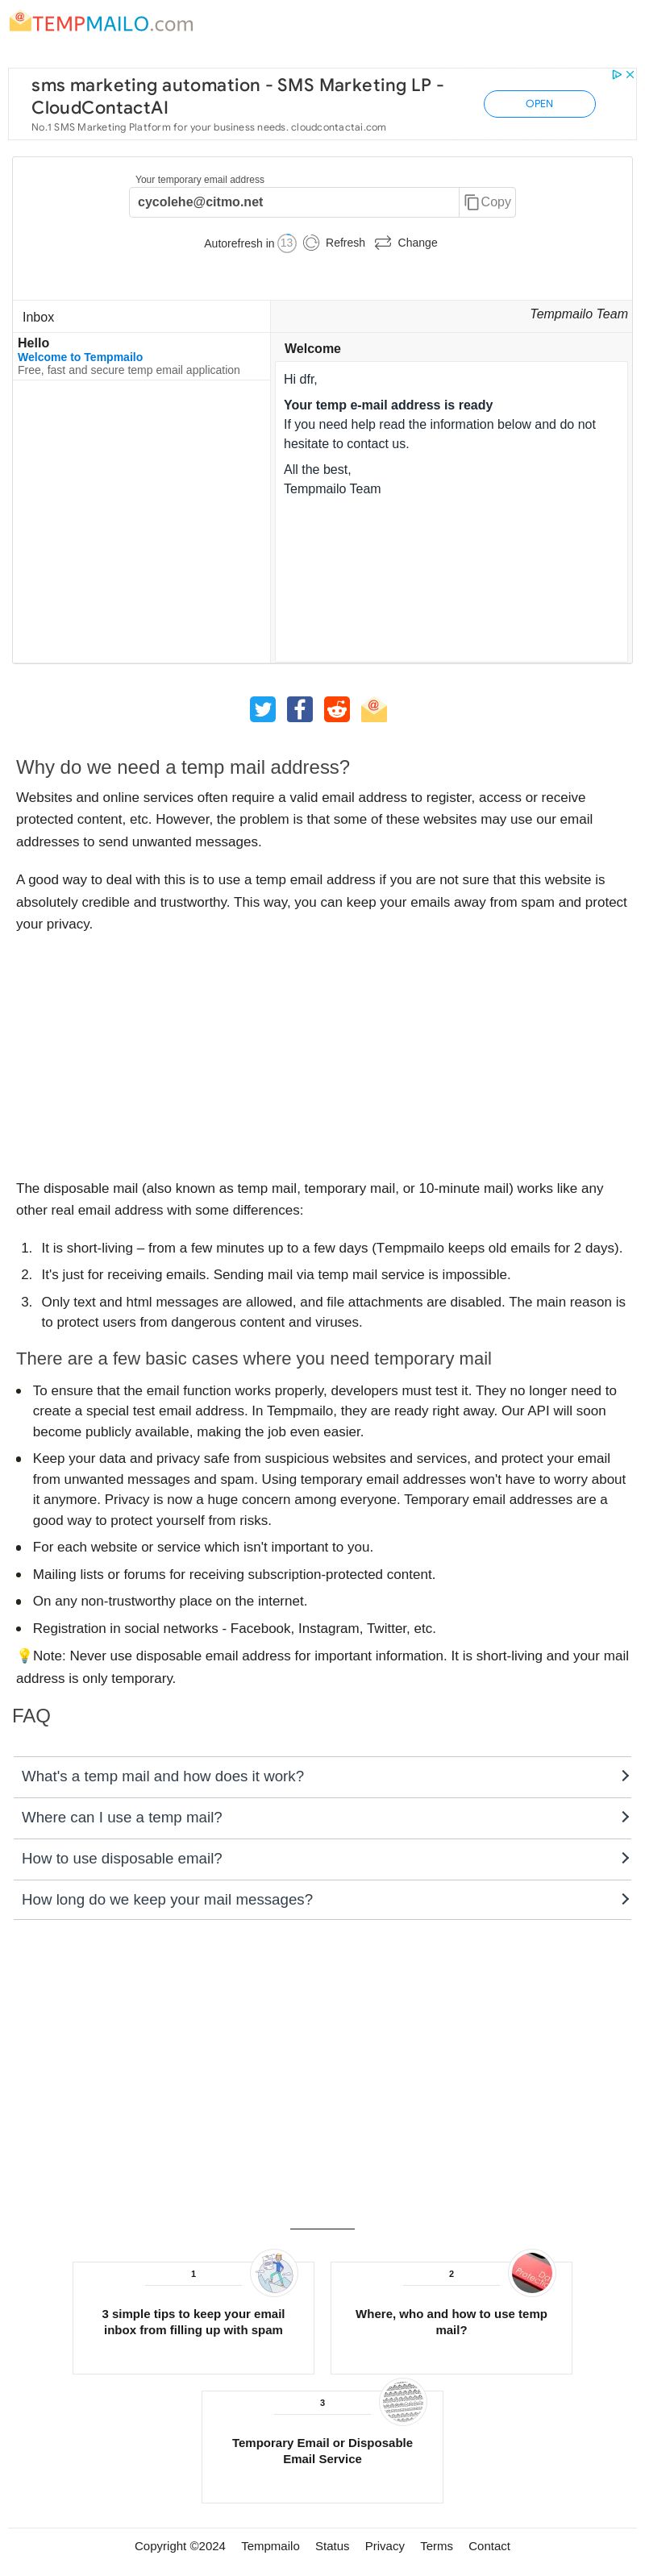 TEMPMAILO.com
sms marketing automation - SMS Marketing LP -
CloudContactAI
No.1 SMS Marketing Platform for your business needs. cloudcontactai.com
OPEN
Your temporary email address
cycolehe@citmo.net
Copy
Autorefresh in 13 Refresh Change
Inbox
Tempmailo Team
Hello
Welcome to Tempmailo
Free, fast and secure temp email application
Welcome
Hi dfr,
Your temp e-mail address is ready
If you need help read the information below and do not
hesitate to contact us.
All the best,
Tempmailo Team
Why do we need a temp mail address?
Websites and online services often require a valid email address to register, access or receive
protected content, etc. However, the problem is that some of these websites may use our email
addresses to send unwanted messages.
A good way to deal with this is to use a temp email address if you are not sure that this website is
absolutely credible and trustworthy. This way, you can keep your emails away from spam and protect
your privacy.
The disposable mail (also known as temp mail, temporary mail, or 10-minute mail) works like any
other real email address with some differences:
1. It is short-living – from a few minutes up to a few days (Tempmailo keeps old emails for 2 days).
2. It's just for receiving emails. Sending mail via temp mail service is impossible.
3. Only text and html messages are allowed, and file attachments are disabled. The main reason is
to protect users from dangerous content and viruses.
There are a few basic cases where you need temporary mail
• To ensure that the email function works properly, developers must test it. They no longer need to
create a special test email address. In Tempmailo, they are ready right away. Our API will soon
become publicly available, making the job even easier.
• Keep your data and privacy safe from suspicious websites and services, and protect your email
from unwanted messages and spam. Using temporary email addresses won't have to worry about
it anymore. Privacy is now a huge concern among everyone. Temporary email addresses are a
good way to protect yourself from risks.
• For each website or service which isn't important to you.
• Mailing lists or forums for receiving subscription-protected content.
• On any non-trustworthy place on the internet.
• Registration in social networks - Facebook, Instagram, Twitter, etc.
💡Note: Never use disposable email address for important information. It is short-living and your mail
address is only temporary.
FAQ
What's a temp mail and how does it work?
Where can I use a temp mail?
How to use disposable email?
How long do we keep your mail messages?
1
3 simple tips to keep your email
inbox from filling up with spam
2
Where, who and how to use temp
mail?
3
Temporary Email or Disposable
Email Service
Copyright ©2024 Tempmailo Status Privacy Terms Contact